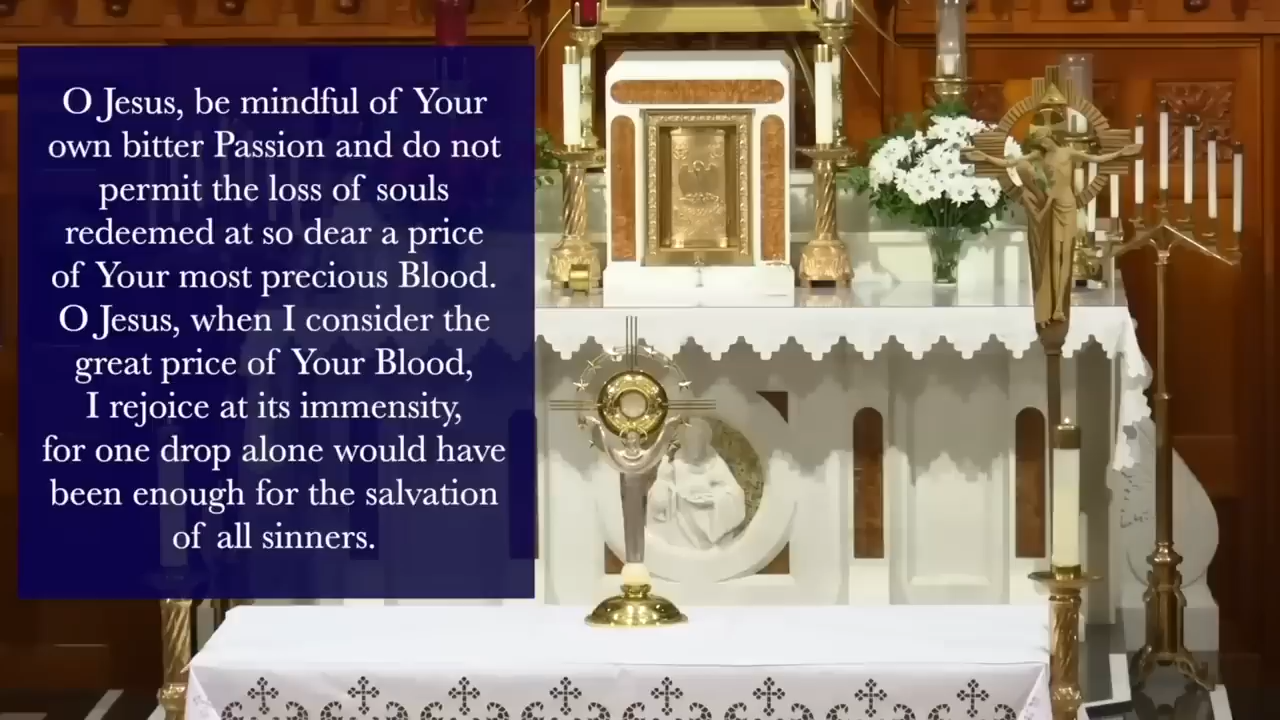 O Jesus, be mindful of Your
own bitter Passion and do not
permit the loss of souls
redeemed at so dear a price
of Your most precious Blood.
O Jesus, when I consider the
great price of Your Blood,
I rejoice at its immensity,
for one drop alone would have
been enough for the salvation
of all sinners.